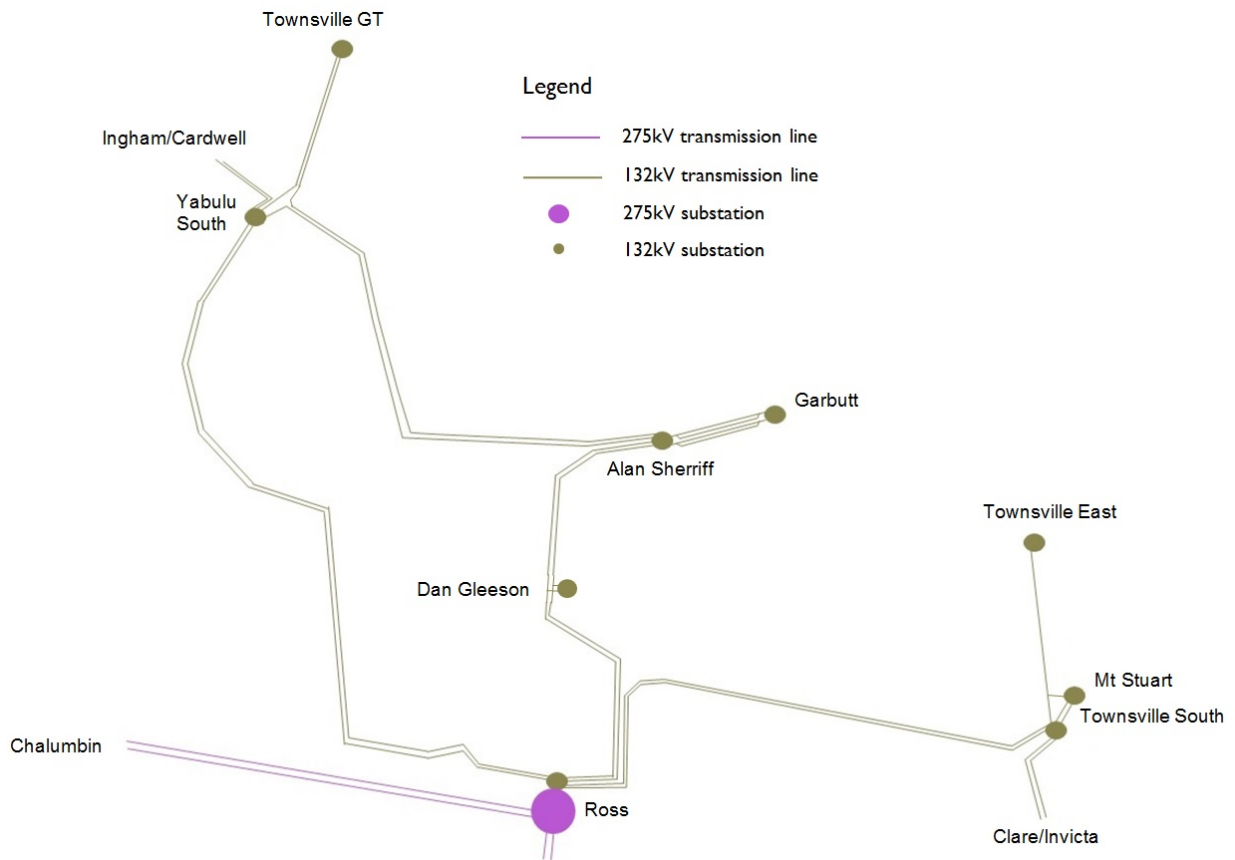 Townsville GT
Legend
275kV transmission line
132kV transmission line
275kV substation
132kV substation
Ingham/Cardwell
Yabulu
South
Garbutt
Alan Sherriff
Townsville East
Dan Gleeson
Mt Stuart
Townsville South
Chalumbin
Ross
Clare/Invicta